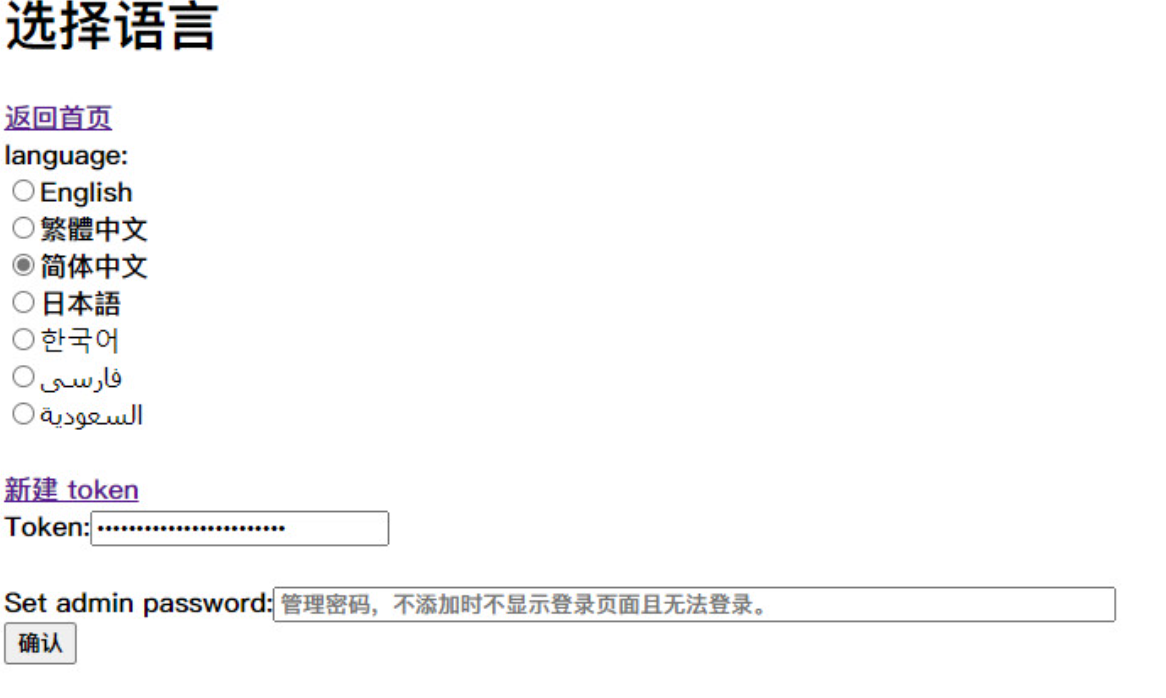 选择语言
返回首页
language:
English
繁體中文
简体中文
日本語
한국어
فارسی
السعودية
新建 token
Token:••••••••••••••••••••••••
Set admin password:管理密码，不添加时不显示登录页面且无法登录。
确认